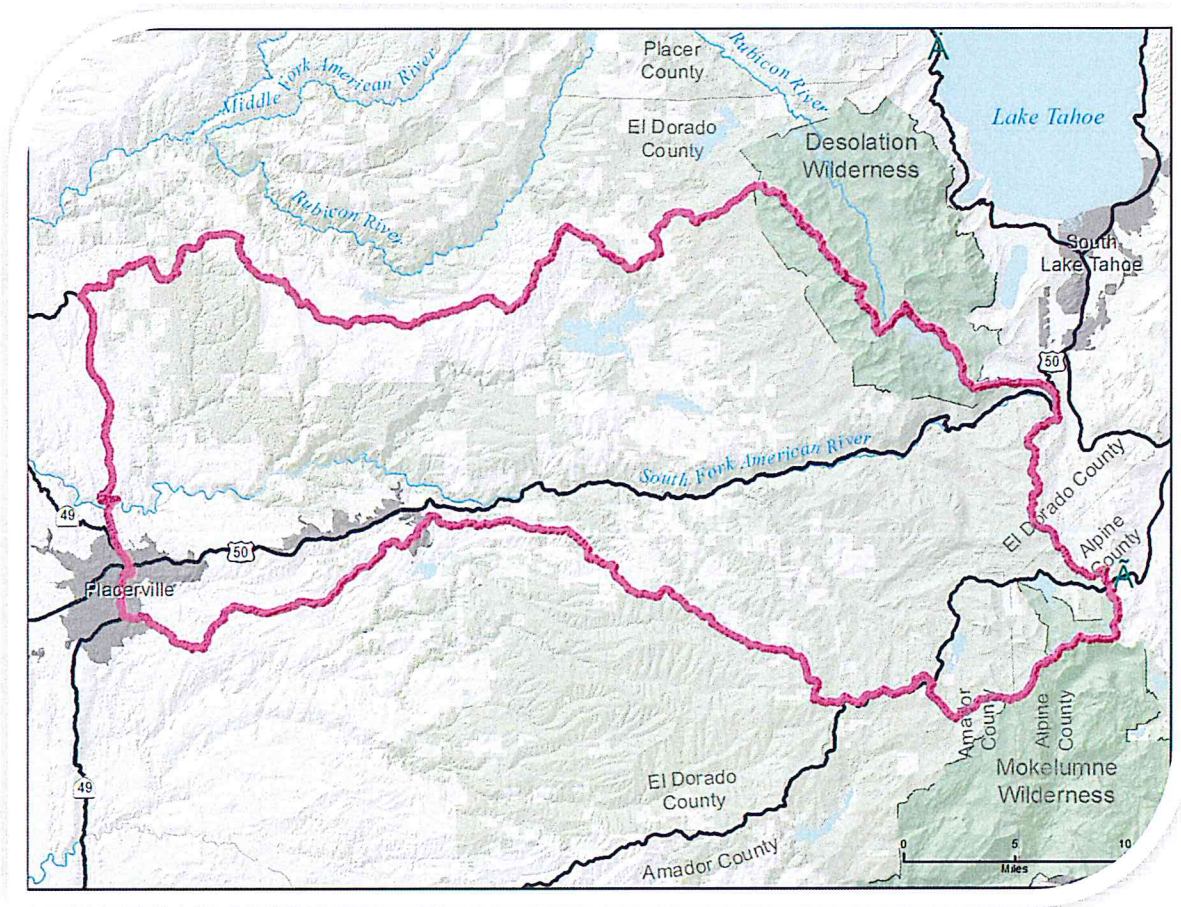 Placer
County
Rubicon River
Middle Fork American River
Lake Tahoe
El Dorado
County
Desolation
Wilderness
Rubicon River
South
Lake Tahoe
50
South Fork American River
El Dorado County
Alpine
County
49
50
Placerville
Amador
County
Alpine
County
Mokelumne
Wilderness
El Dorado
County
49
Amador County
0 5 10
Miles